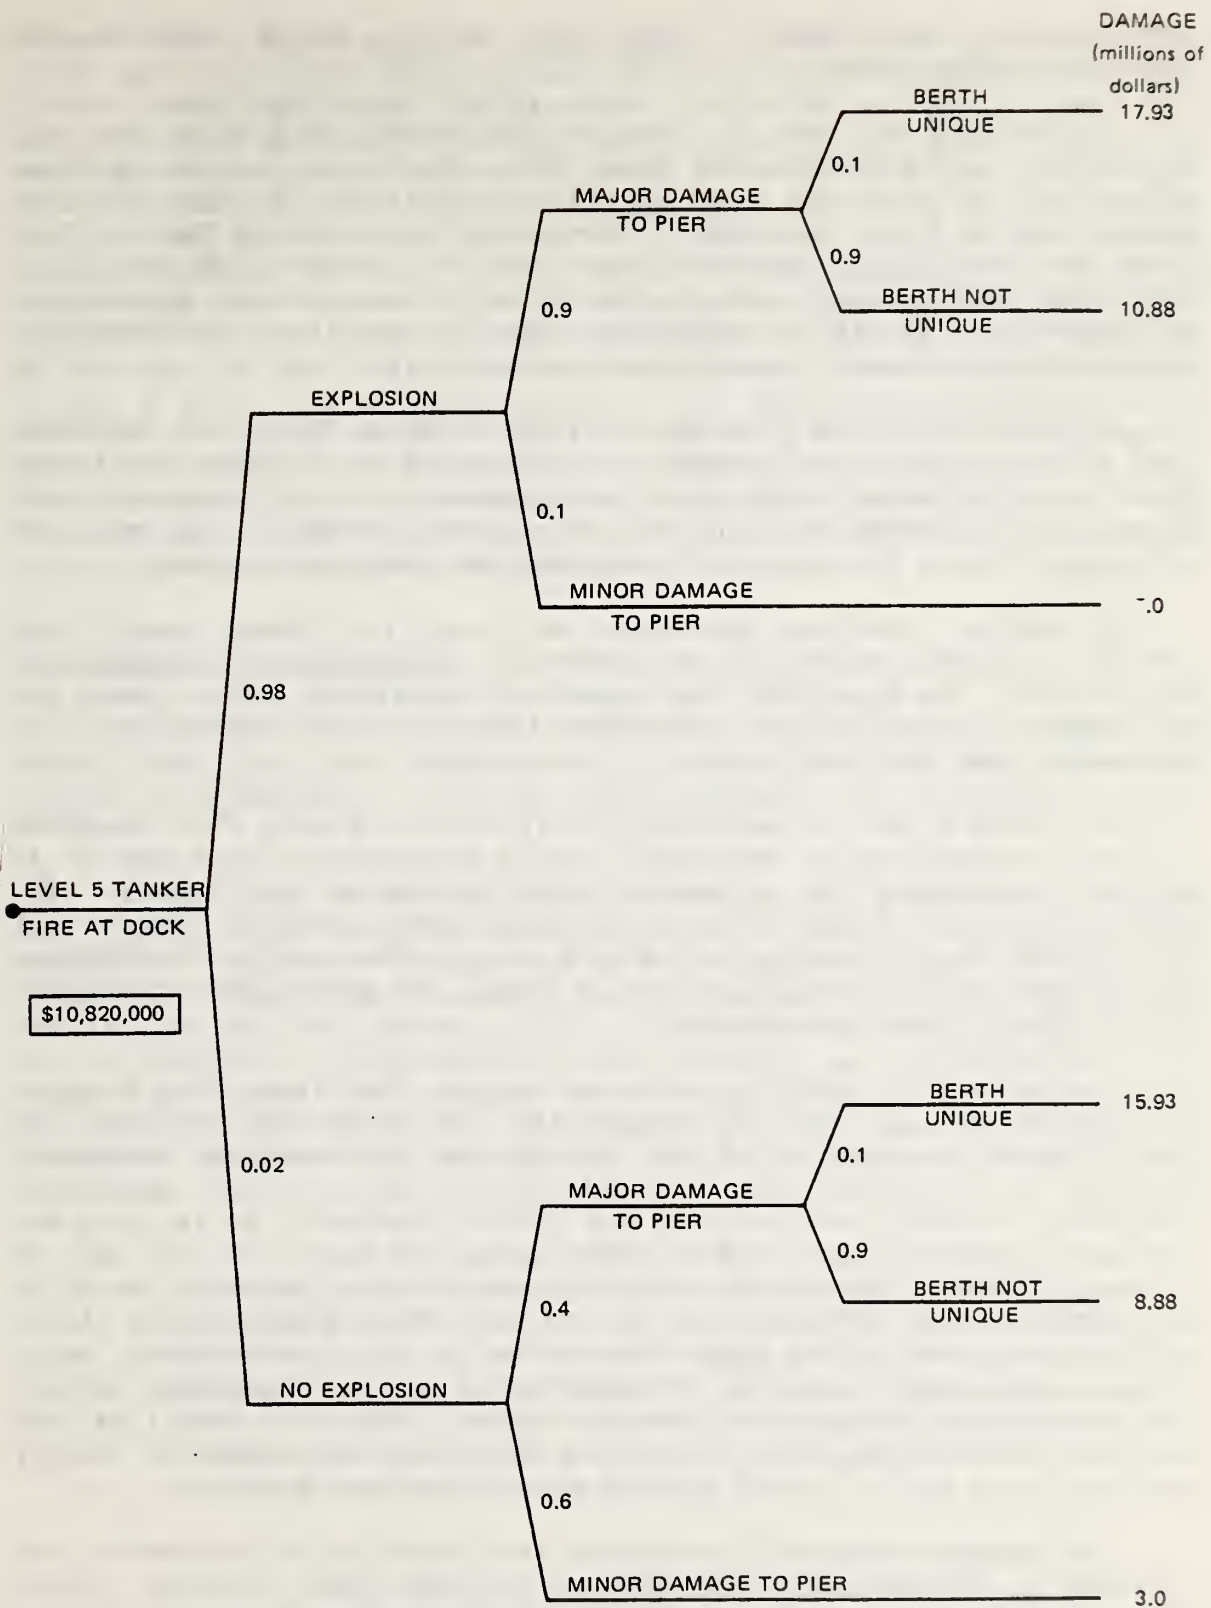 DAMAGE
(millions of
dollars)
BERTH
UNIQUE
17.93
0.1
MAJOR DAMAGE
TO PIER
0.9
BERTH NOT
UNIQUE
10.88
0.9
EXPLOSION
0.1
MINOR DAMAGE
TO PIER
.0
0.98
LEVEL 5 TANKER
FIRE AT DOCK
$10,820,000
BERTH
UNIQUE
15.93
0.1
0.02
MAJOR DAMAGE
TO PIER
0.9
BERTH NOT
UNIQUE
8.88
0.4
NO EXPLOSION
0.6
MINOR DAMAGE TO PIER
3.0